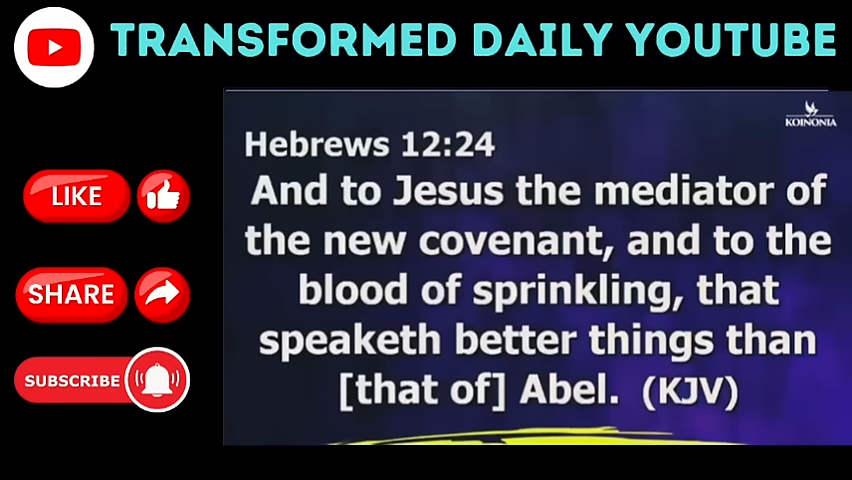 TRANSFORMED DAILY YOUTUBE
KOINONIA
Hebrews 12:24
And to Jesus the mediator of
the new covenant, and to the
blood of sprinkling, that
speaketh better things than
[that of] Abel. (KJV)
LIKE
SHARE
SUBSCRIBE